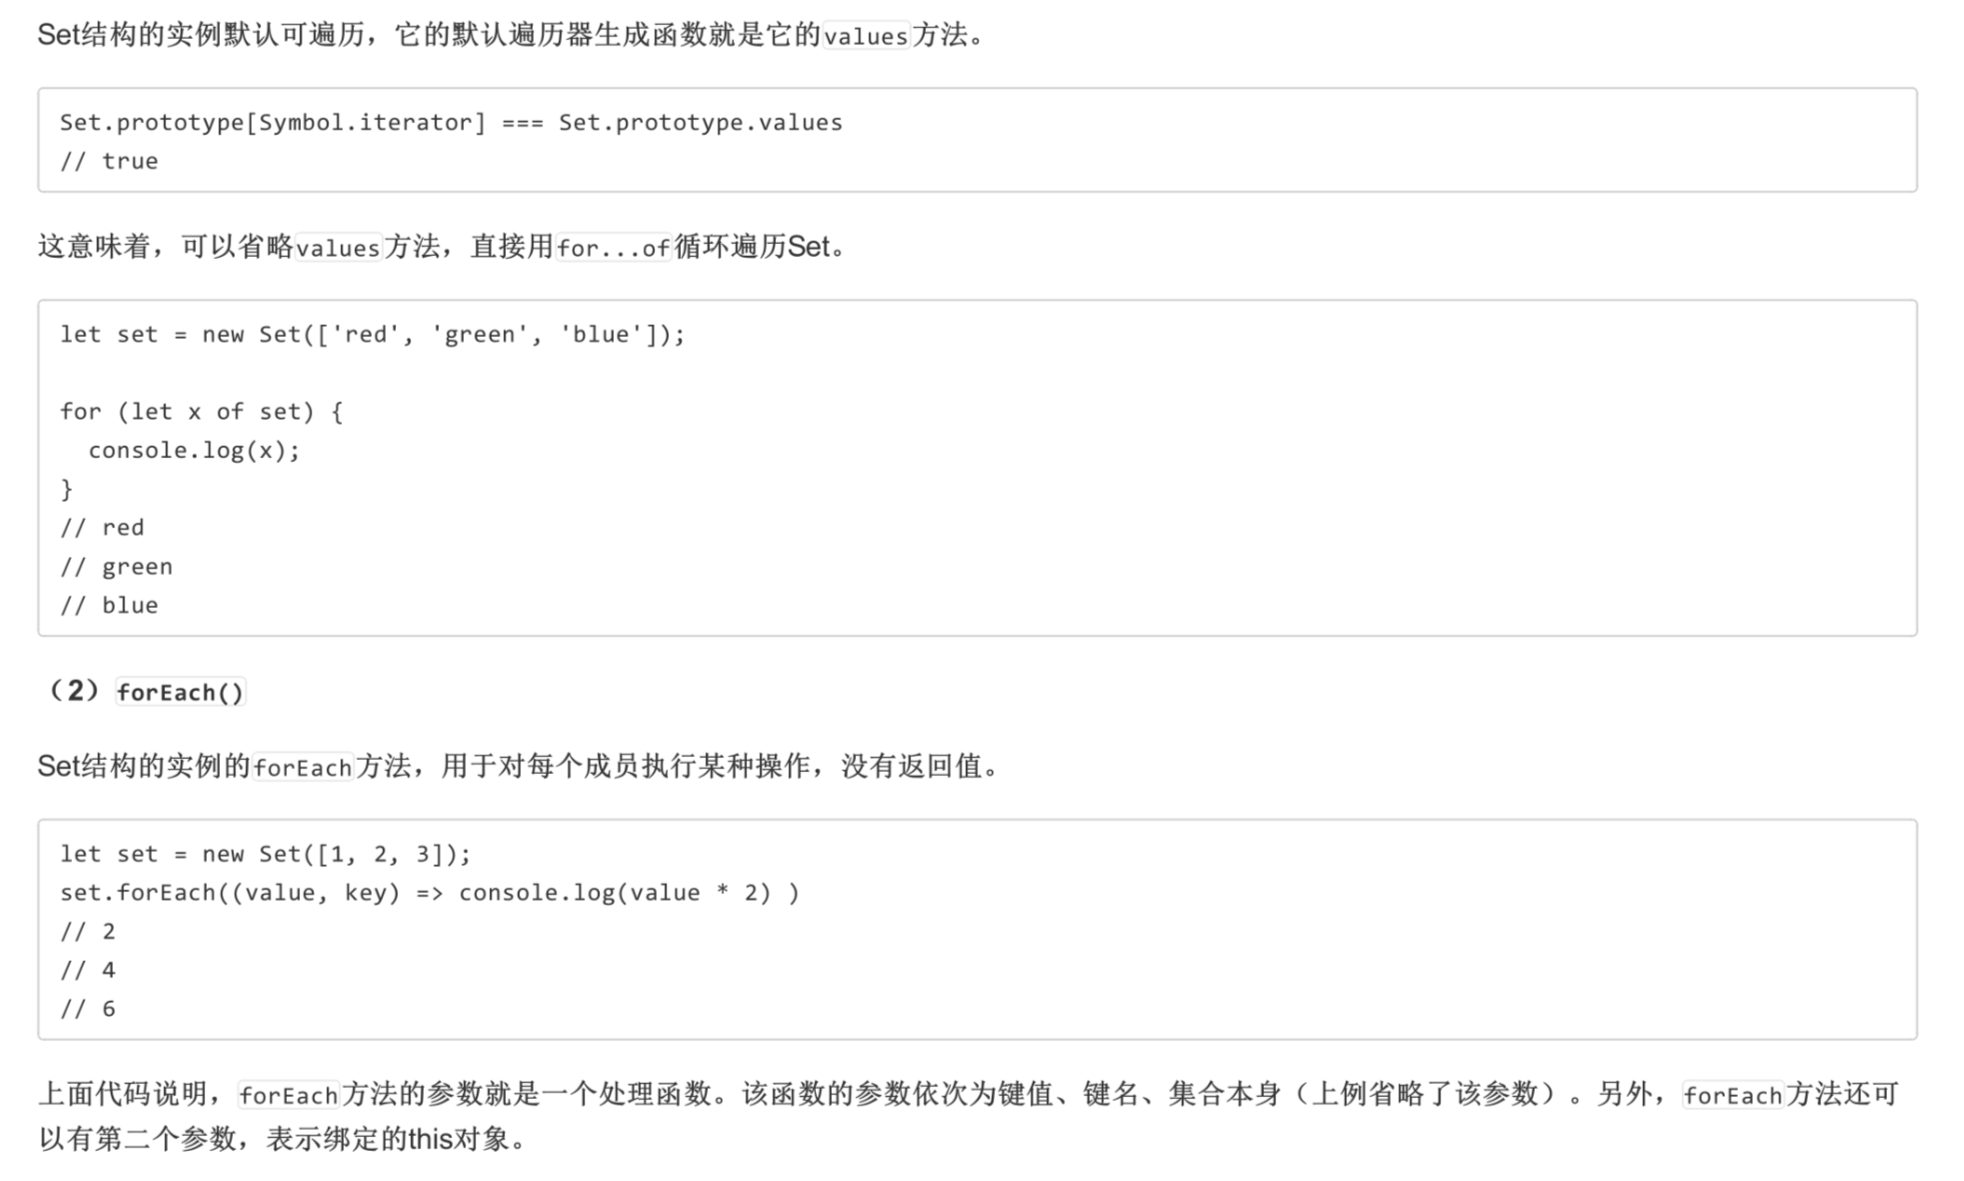 Set结构的实例默认可遍历，它的默认遍历器生成函数就是它的values方法。
Set.prototype[Symbol.iterator] === Set.prototype.values
// true
这意味着，可以省略values方法，直接用for...of循环遍历Set。
let set = new Set(['red', 'green', 'blue']);
for (let x of set) {
  console.log(x);
}
// red
// green
// blue
（2）forEach()
Set结构的实例的forEach方法，用于对每个成员执行某种操作，没有返回值。
let set = new Set([1, 2, 3]);
set.forEach((value, key) => console.log(value * 2) )
// 2
// 4
// 6
上面代码说明，forEach方法的参数就是一个处理函数。该函数的参数依次为键值、键名、集合本身（上例省略了该参数）。另外，forEach方法还可
以有第二个参数，表示绑定的this对象。